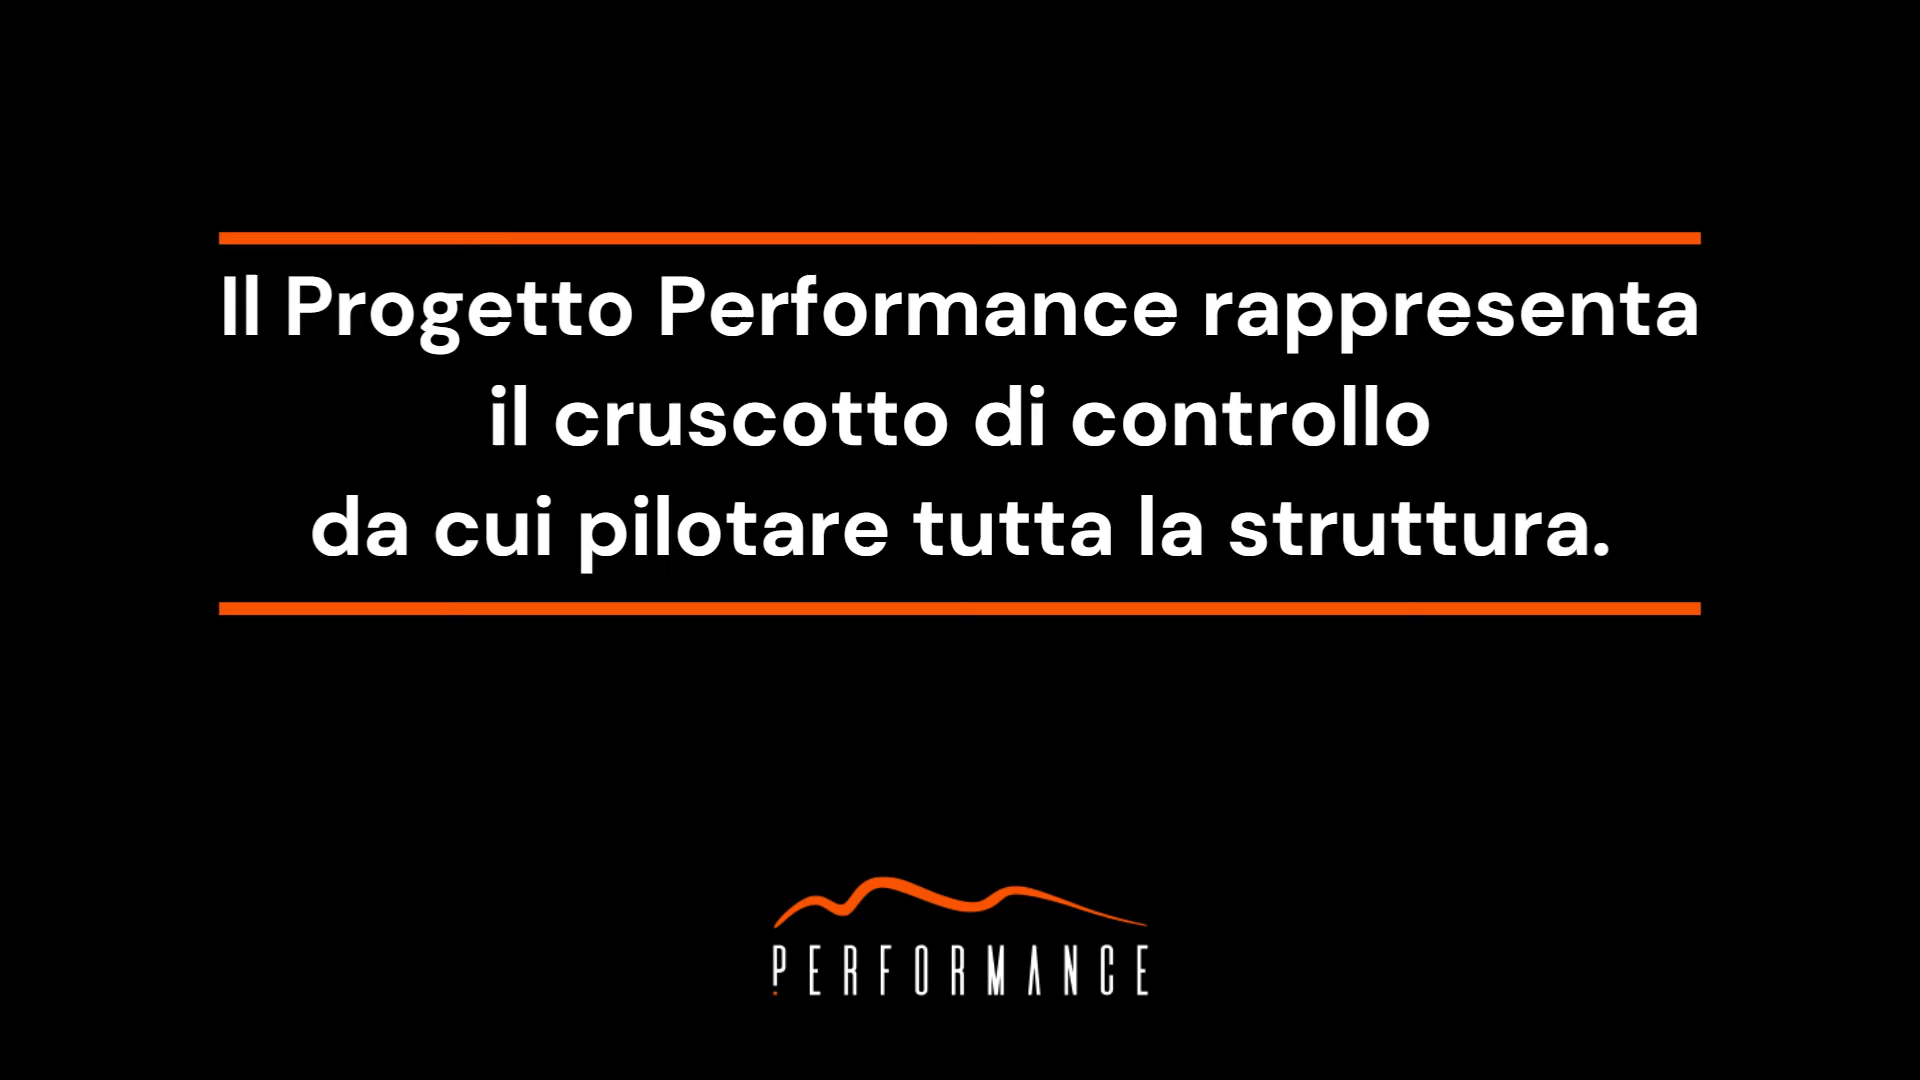 Il Progetto Performance rappresenta
il cruscotto di controllo
da cui pilotare tutta la struttura.
PERFORMANCE